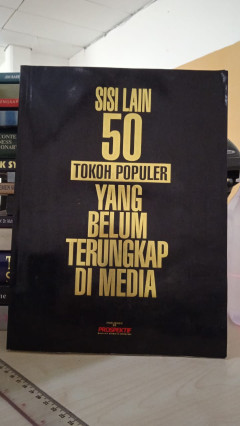 SISI LAIN
50
TOKOH POPULER
YANG
BELUM
TERUNGKAP
DI MEDIA
PROSPEKTIF